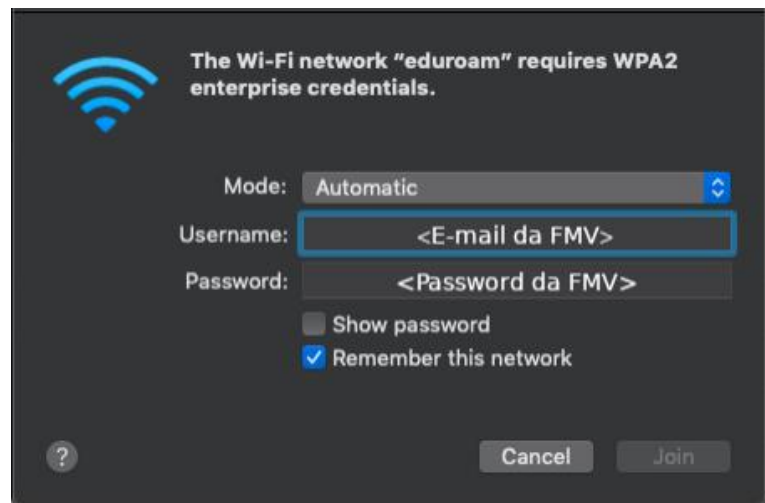 The Wi-Fi network “eduroam” requires WPA2
enterprise credentials.
Mode: Automatic
Username: <E-mail da FMV>
Password: <Password da FMV>
Show password
Remember this network
? Cancel Join